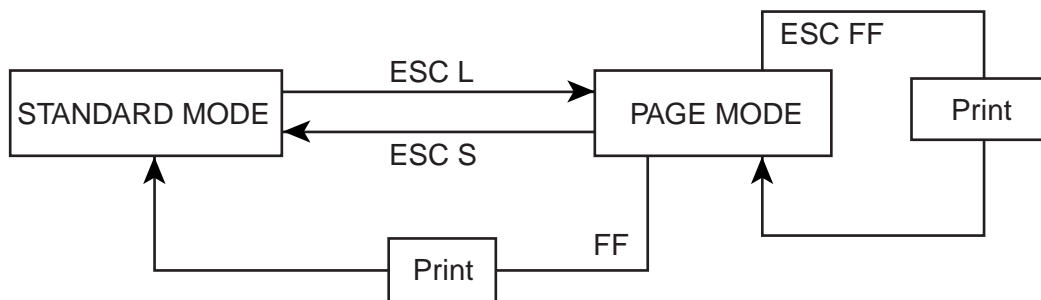 ESC FF
ESC L
STANDARD MODE
PAGE MODE
Print
ESC S
FF
Print